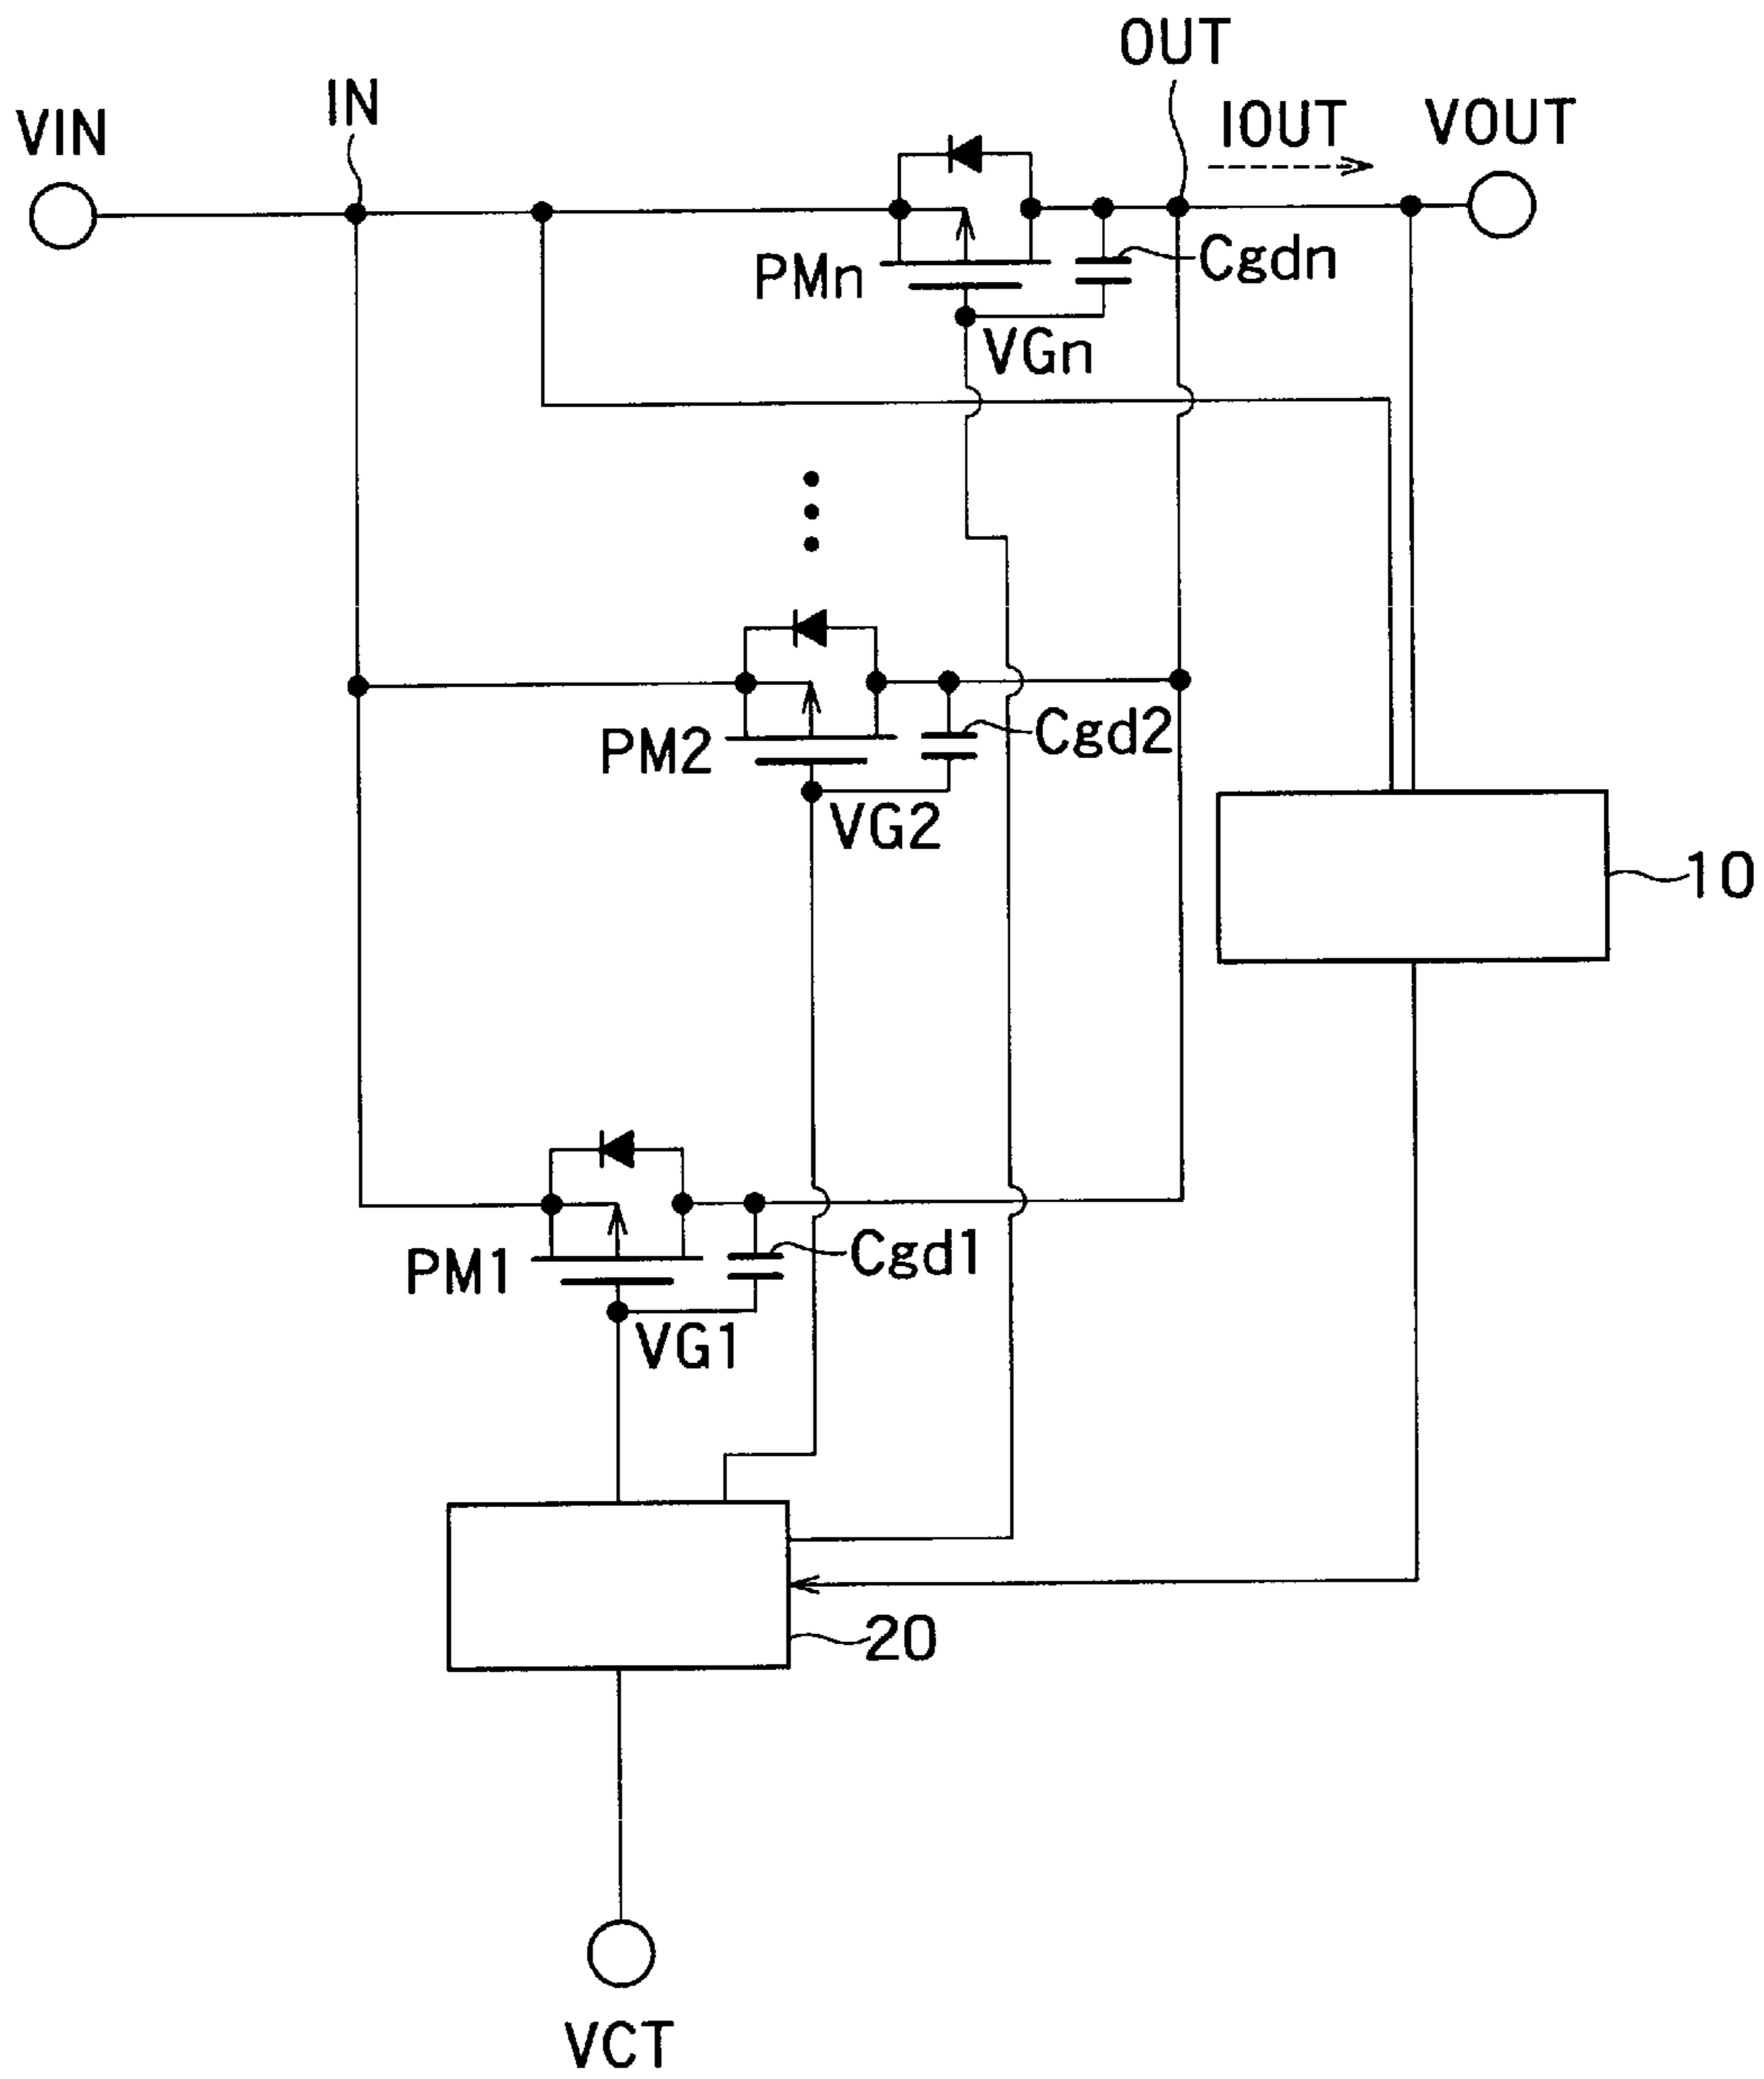 OUT
IN
IOUT
VOUT
VIN
Cgdn
PMn
VGn
Cgd2
PM2
VG2
10
Cgd1
PM1
VG1
20
VCT